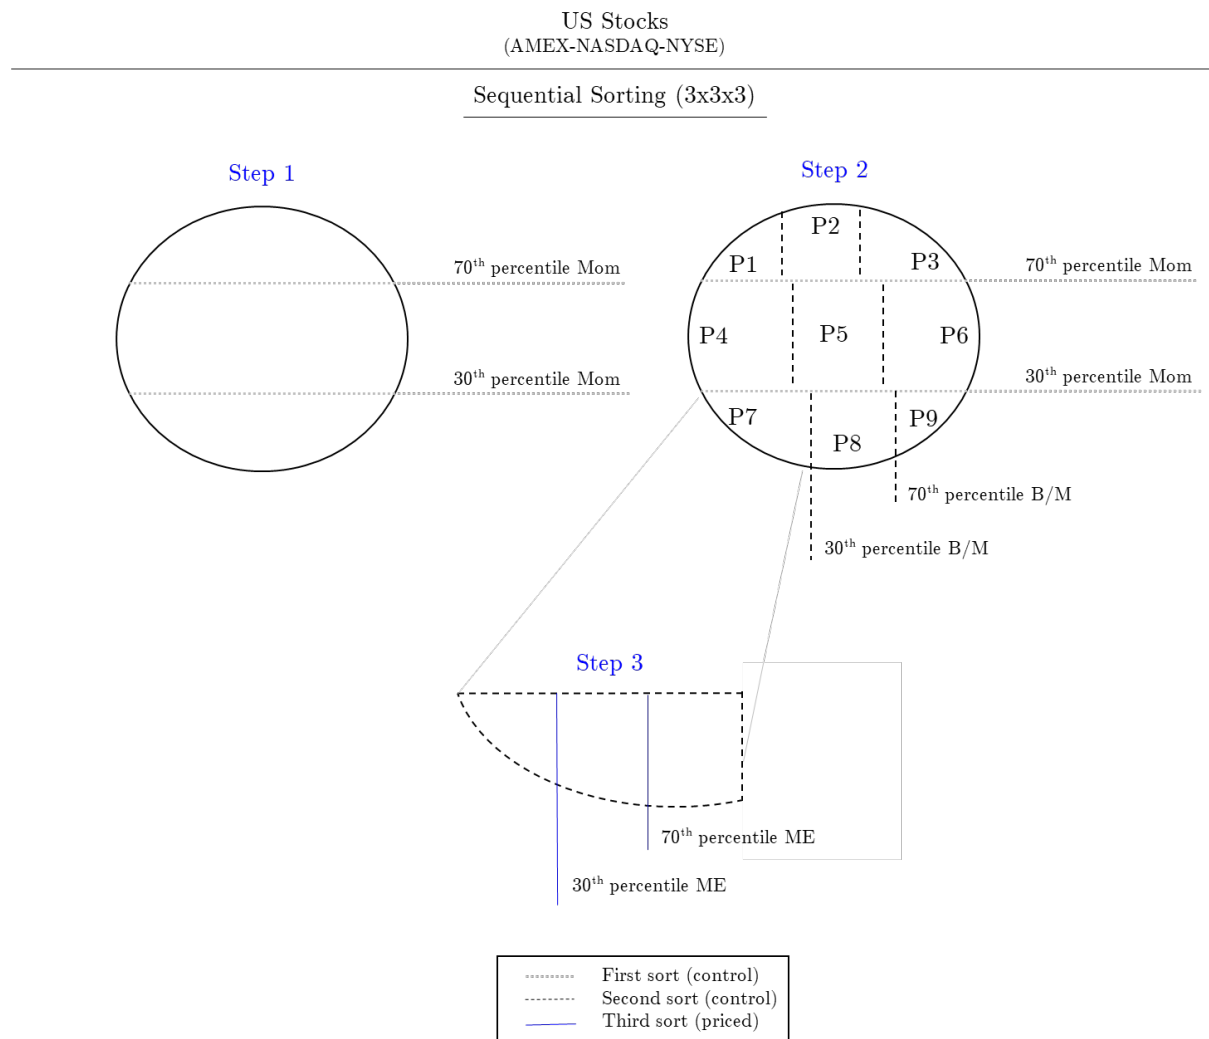 US Stocks
(AMEX-NASDAQ-NYSE)
Sequential Sorting (3x3x3)
Step 1
70th percentile Mom
30th percentile Mom
Step 2
P1
P2
P3
70th percentile Mom
P4
P5
P6
30th percentile Mom
P7
P8
P9
70th percentile B/M
30th percentile B/M
Step 3
70th percentile ME
30th percentile ME
First sort (control)
Second sort (control)
Third sort (priced)